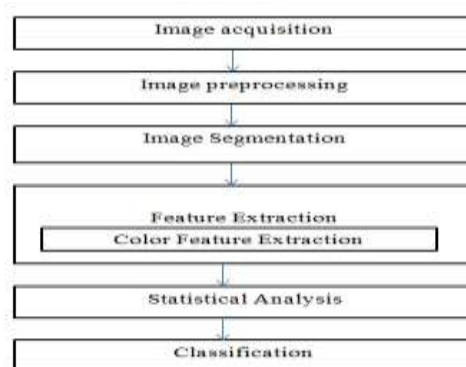 Image acquisition
Image preprocessing
Image Segmentation
Feature Extraction
Color Feature Extraction
Statistical Analysis
Classification